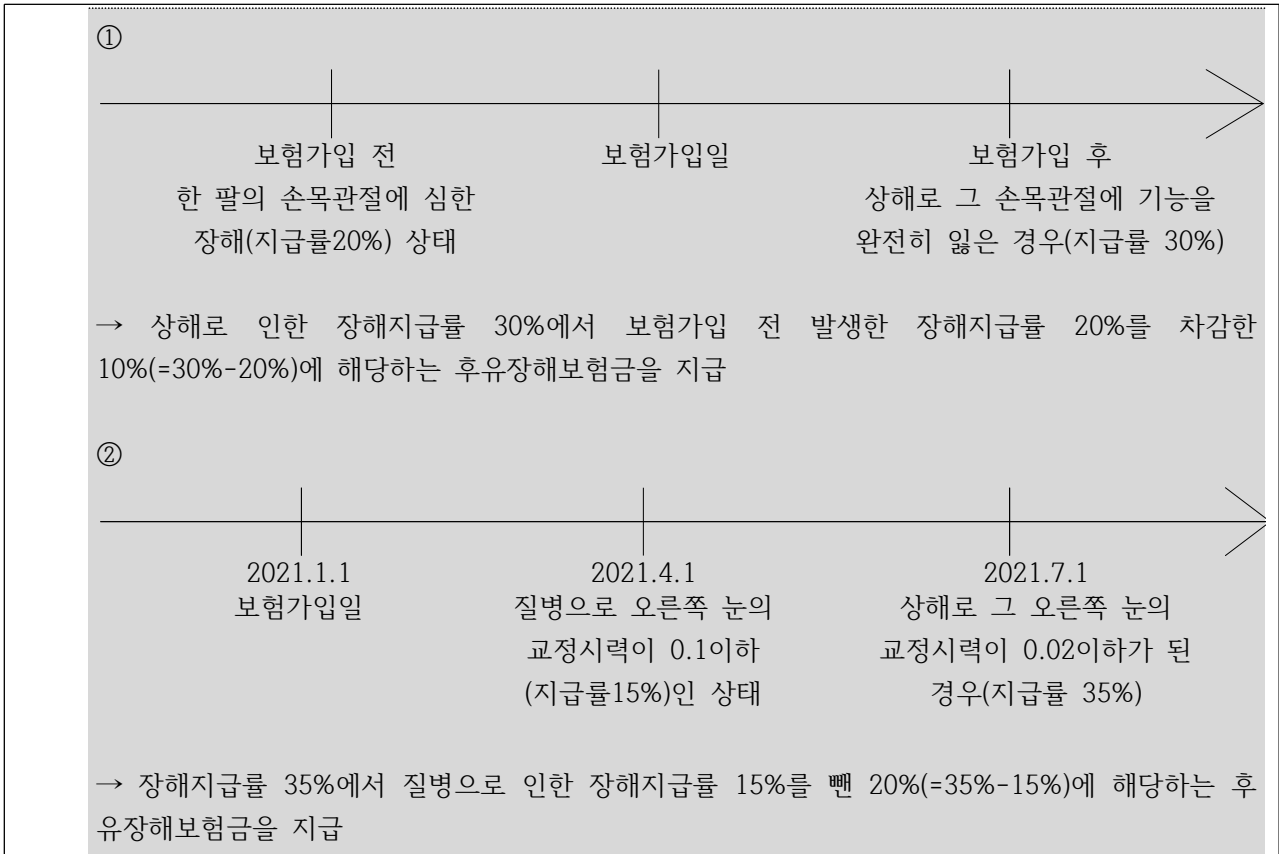 ①
보험가입 전 보험가입일 보험가입 후
한 팔의 손목관절에 심한 상해로 그 손목관절에 기능을
장해(지급률20%) 상태 완전히 잃은 경우(지급률 30%)
→ 상해로 인한 장해지급률 30%에서 보험가입 전 발생한 장해지급률 20%를 차감한
10%(=30%-20%)에 해당하는 후유장해보험금을 지급
②
2021.1.1 2021.4.1 2021.7.1
보험가입일 질병으로 오른쪽 눈의 상해로 그 오른쪽 눈의
교정시력이 0.1이하 교정시력이 0.02이하가 된
(지급률15%)인 상태 경우(지급률 35%)
→ 장해지급률 35%에서 질병으로 인한 장해지급률 15%를 뺀 20%(=35%-15%)에 해당하는 후
유장해보험금을 지급